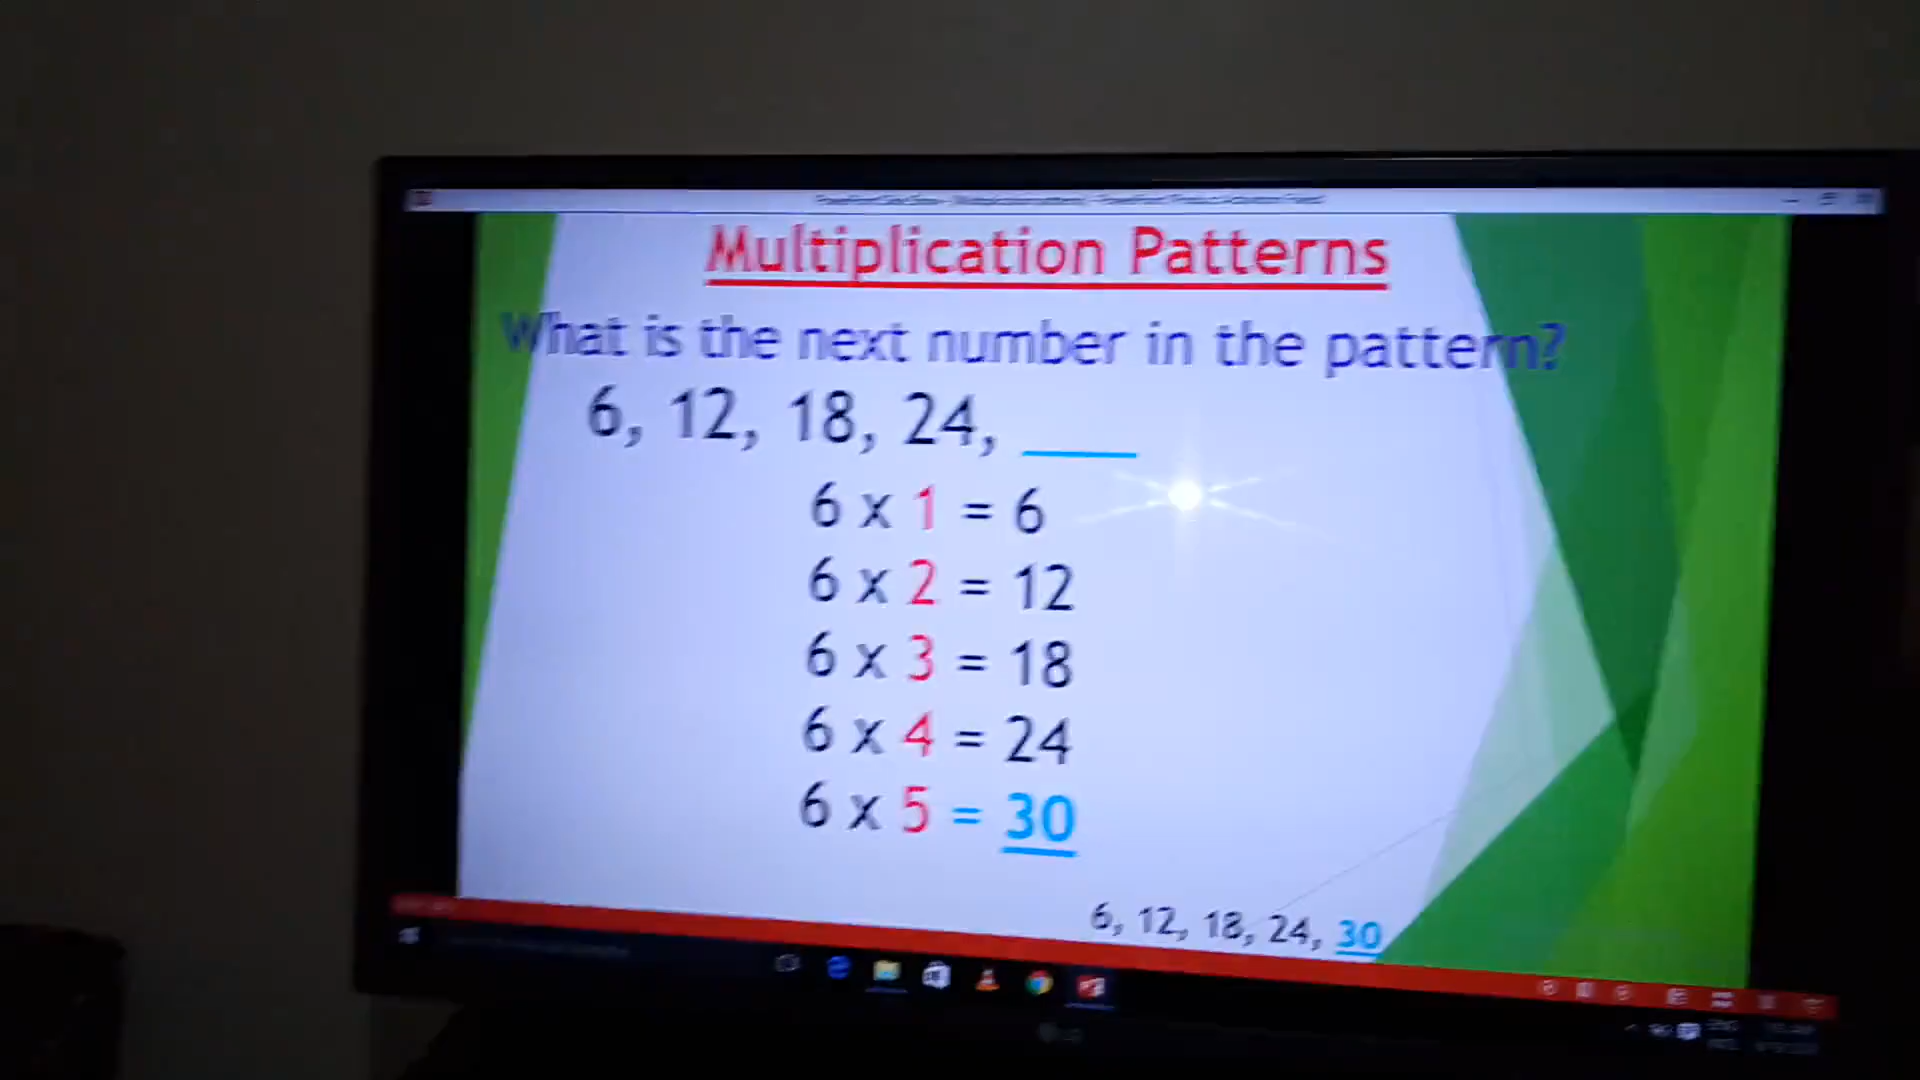 Multiplication Patterns
What is the next number in the pattern?
6, 12, 18, 24, ____
6 x 1 = 6
6 x 2 = 12
6 x 3 = 18
6 x 4 = 24
6 x 5 = 30
6, 12, 18, 24, 30